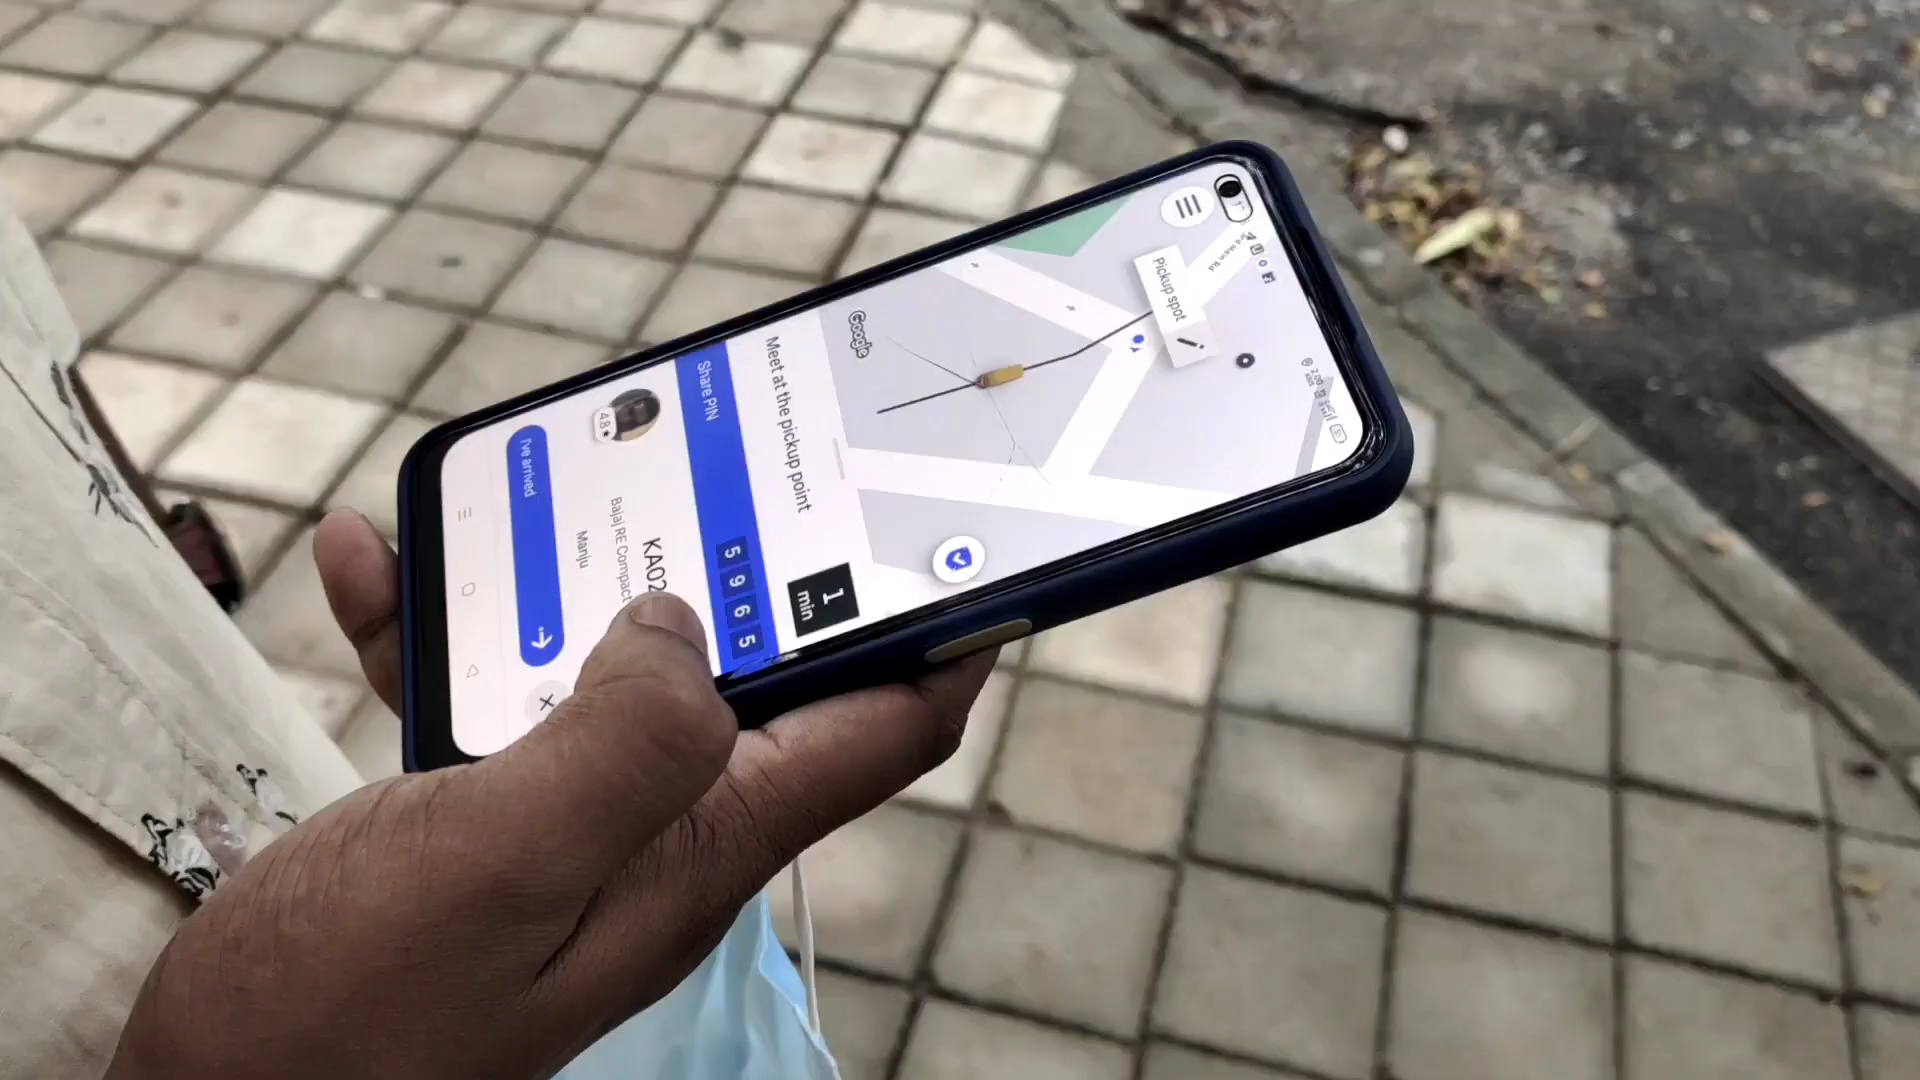 Pickup spot
Google
Meet at the pickup point
1
min
Share PIN
5 9 6 5
KA02
Bajaj RE Compact
Manju
4.8★
I've arrived